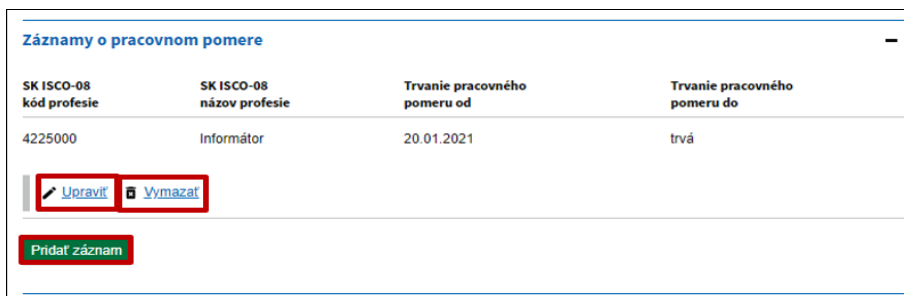 Záznamy o pracovnom pomere
SK ISCO-08 kód profesie
SK ISCO-08 názov profesie
Trvanie pracovného pomeru od
Trvanie pracovného pomeru do
4225000 Informátor 20.01.2021 trvá
Upraviť Vymazať
Pridať záznam